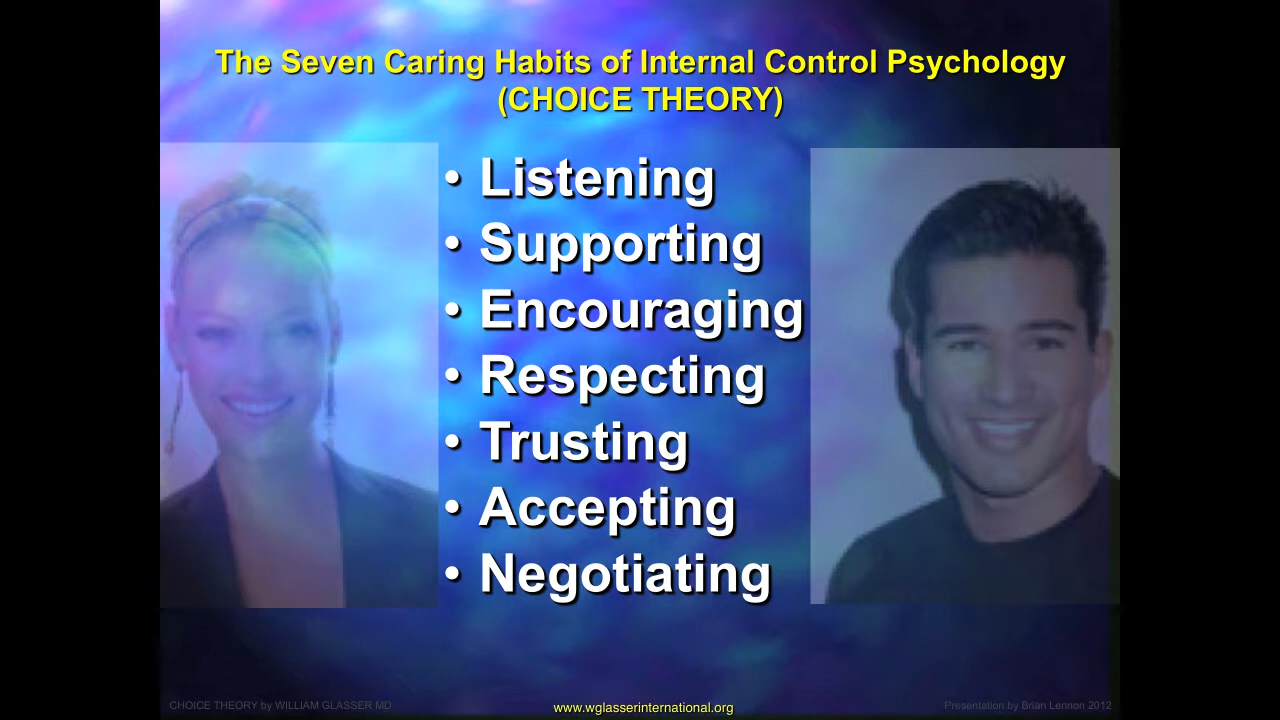 The Seven Caring Habits of Internal Control Psychology
(CHOICE THEORY)
• Listening
• Supporting
• Encouraging
• Respecting
• Trusting
• Accepting
• Negotiating
CHOICE THEORY by WILLIAM GLASSER MD
www.wglasserinternational.org
Presentation by Brian Lennon 2012